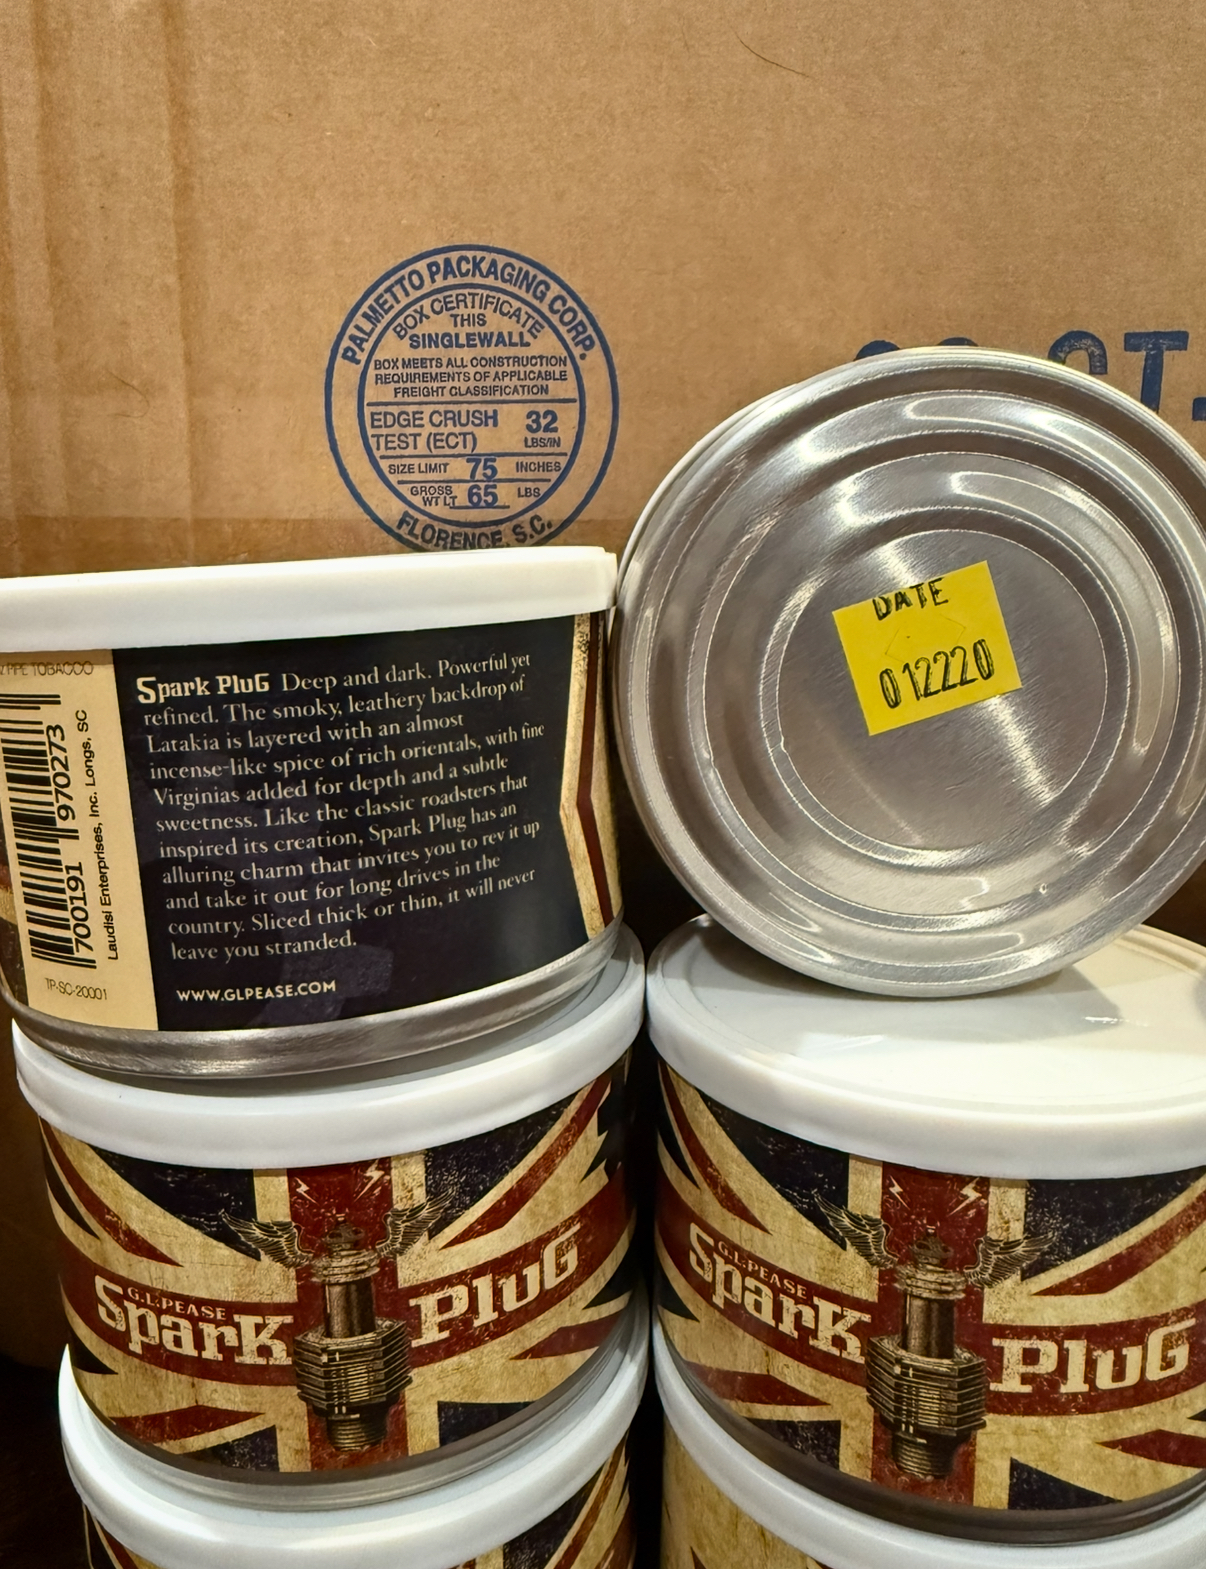 PALMETTO PACKAGING CORP.
BOX CERTIFICATE
THIS
SINGLEWALL
BOX MEETS ALL CONSTRUCTION
REQUIREMENTS OF APPLICABLE
FREIGHT CLASSIFICATION
EDGE CRUSH
TEST (ECT)
32
LBS/IN
SIZE LIMIT 75 INCHES
GROSS
WT LT 65 LBS
FLORENCE, S.C.
CT.
DATE
012220
PIPE TOBACCO
7 00191 97027 3
Laudisi Enterprises, Inc. Longs, SC
TP-SC-20001
Spark PluG Deep and dark. Powerful yet
refined. The smoky, leathery backdrop of
Latakia is layered with an almost
incense-like spice of rich orientals, with fine
Virginias added for depth and a subtle
sweetness. Like the classic roadsters that
inspired its creation, Spark Plug has an
alluring charm that invites you to rev it up
and take it out for long drives in the
country. Sliced thick or thin, it will never
leave you stranded.
WWW.GLPEASE.COM
G.L.PEASE
SparK PluG
G.L.PEASE
SparK PluG